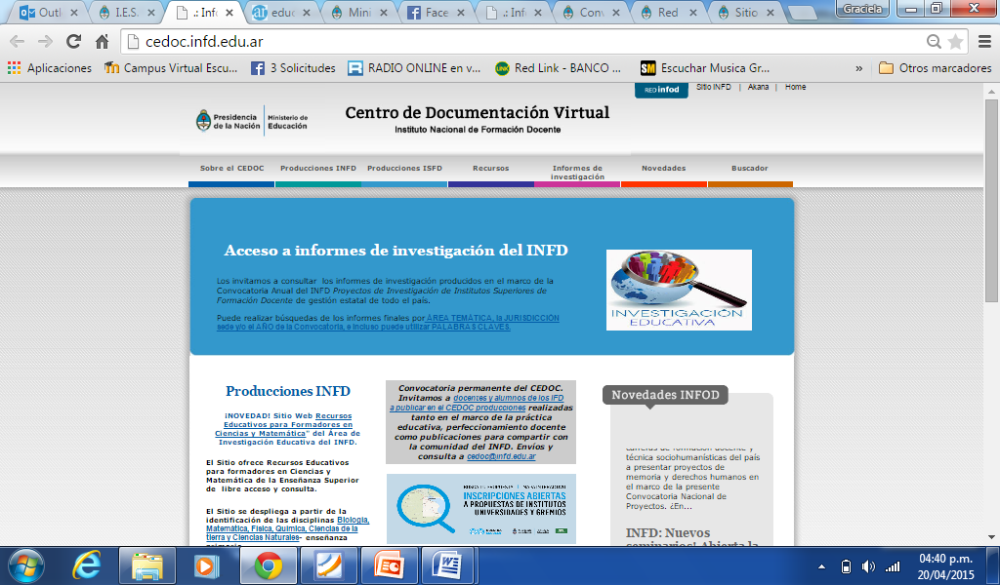 Outl
I.E.S.
.: Inf
educ
Mini
Face
.: Inf
Conv
Red
Sitio
Graciela
cedoc.infd.edu.ar
Aplicaciones
Campus Virtual Escu...
3 Solicitudes
RADIO ONLINE en v...
Red Link - BANCO ...
Escuchar Musica Gr...
»
Otros marcadores
RED infod
Sitio INFD | Akana | Home
Presidencia de la Nación
Ministerio de Educación
Centro de Documentación Virtual
Instituto Nacional de Formación Docente
Sobre el CEDOC
Producciones INFD
Producciones ISFD
Recursos
Informes de investigación
Novedades
Buscador
Acceso a informes de investigación del INFD
Los invitamos a consultar los informes de investigación producidos en el marco de la
Convocatoria Anual del INFD Proyectos de Investigación de Institutos Superiores de
Formación Docente de gestión estatal de todo el país.
Puede realizar búsquedas de los informes finales por ÁREA TEMÁTICA, la JURISDICCIÓN
sede y/o el AÑO de la Convocatoria, e incluso puede utilizar PALABRAS CLAVES.
INVESTIGACIÓN
EDUCATIVA
Producciones INFD
¡NOVEDAD! Sitio Web Recursos
Educativos para Formadores en
Ciencias y Matemática" del Área de
Investigación Educativa del INFD.
El Sitio ofrece Recursos Educativos
para formadores en Ciencias y
Matemática de la Enseñanza Superior
de libre acceso y consulta.
El Sitio se despliega a partir de la
identificación de las disciplinas Biología,
Matemática, Física, Química, Ciencias de la
tierra y Ciencias Naturales- enseñanza
primaria
Convocatoria permanente del CEDOC.
Invitamos a docentes y alumnos de los IFD
a publicar en el CEDOC producciones realizadas
tanto en el marco de la práctica
educativa, perfeccionamiento docente
como publicaciones para compartir con
la comunidad del INFD. Envíos y
consulta a cedoc@infd.edu.ar
INSCRIPCIONES ABIERTAS
A PROPUESTAS DE INSTITUTOS
UNIVERSIDADES Y GREMIOS
Novedades INFOD
carreras de formación docente y
técnica sociohumanísticas del país
a presentar proyectos de
memoria y derechos humanos en
el marco de la presente
Convocatoria Nacional de
Proyectos. ¿En...
INFD: Nuevos
seminarios! Abierta la
04:40 p.m.
20/04/2015